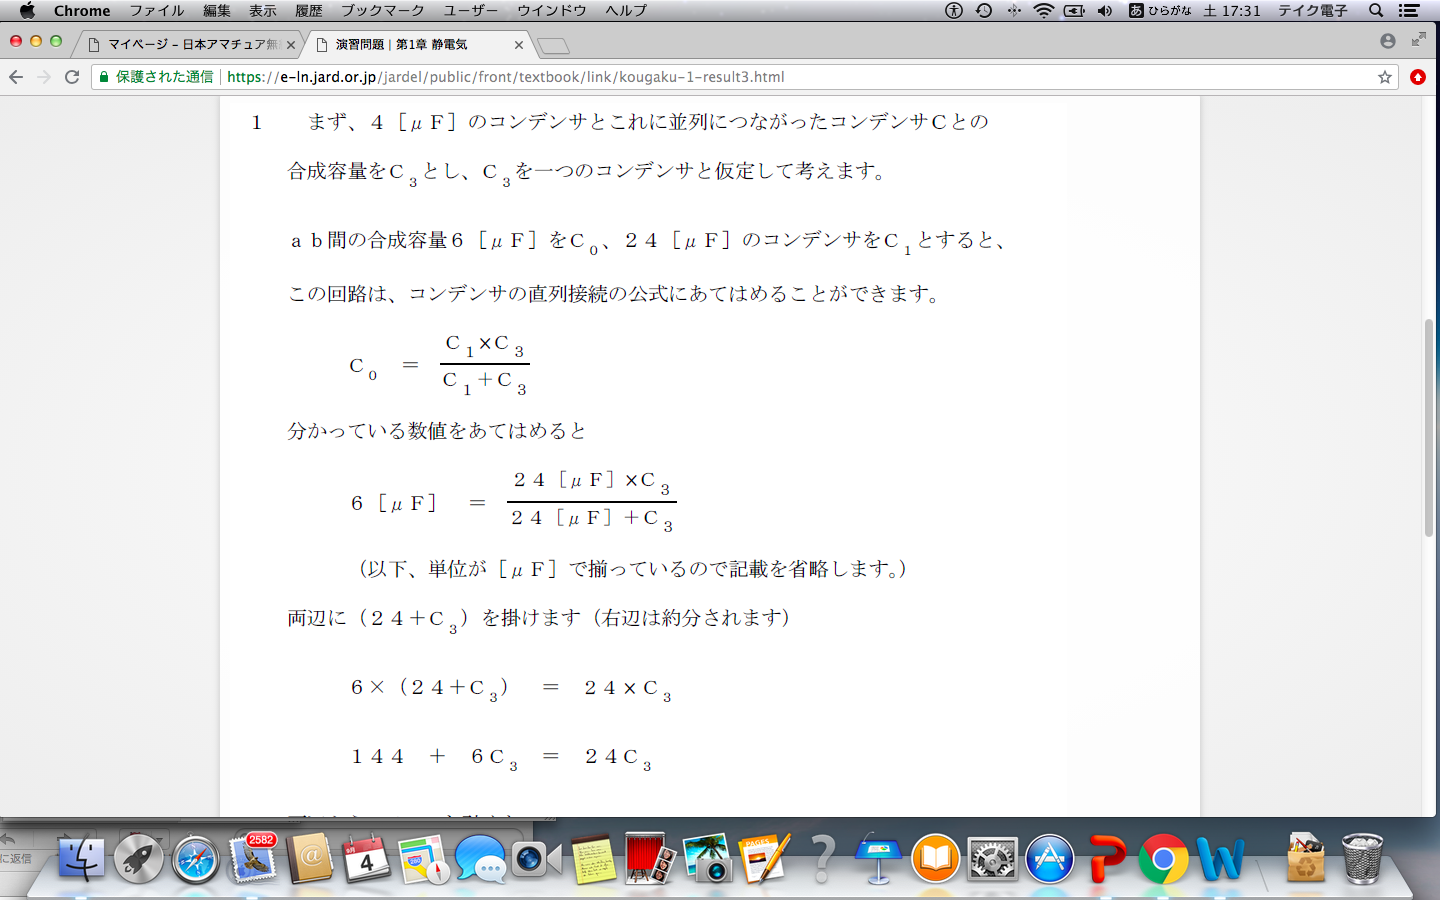 Chrome ファイル 編集 表示 履歴 ブックマーク ユーザー ウインドウ ヘルプ あ ひらがな 土 17:31 テイク電子
マイページ - 日本アマチュア無 × 演習問題 | 第1章 静電気 ×
保護された通信 https://e-ln.jard.or.jp/jardel/public/front/textbook/link/kougaku-1-result3.html
1 まず、4［μF］のコンデンサとこれに並列につながったコンデンサCとの
合成容量をC₃とし、C₃を一つのコンデンサと仮定して考えます。
ab間の合成容量6［μF］をC₀、24［μF］のコンデンサをC₁とすると、
この回路は、コンデンサの直列接続の公式にあてはめることができます。
C₀ ＝
C₁×C₃
C₁＋C₃
分かっている数値をあてはめると
6［μF］ ＝
24［μF］×C₃
24［μF］＋C₃
（以下、単位が［μF］で揃っているので記載を省略します。）
両辺に（24＋C₃）を掛けます（右辺は約分されます）
6×（24＋C₃） ＝ 24×C₃
144 ＋ 6C₃ ＝ 24C₃
に返信
2582
9月
4
280
PAGES